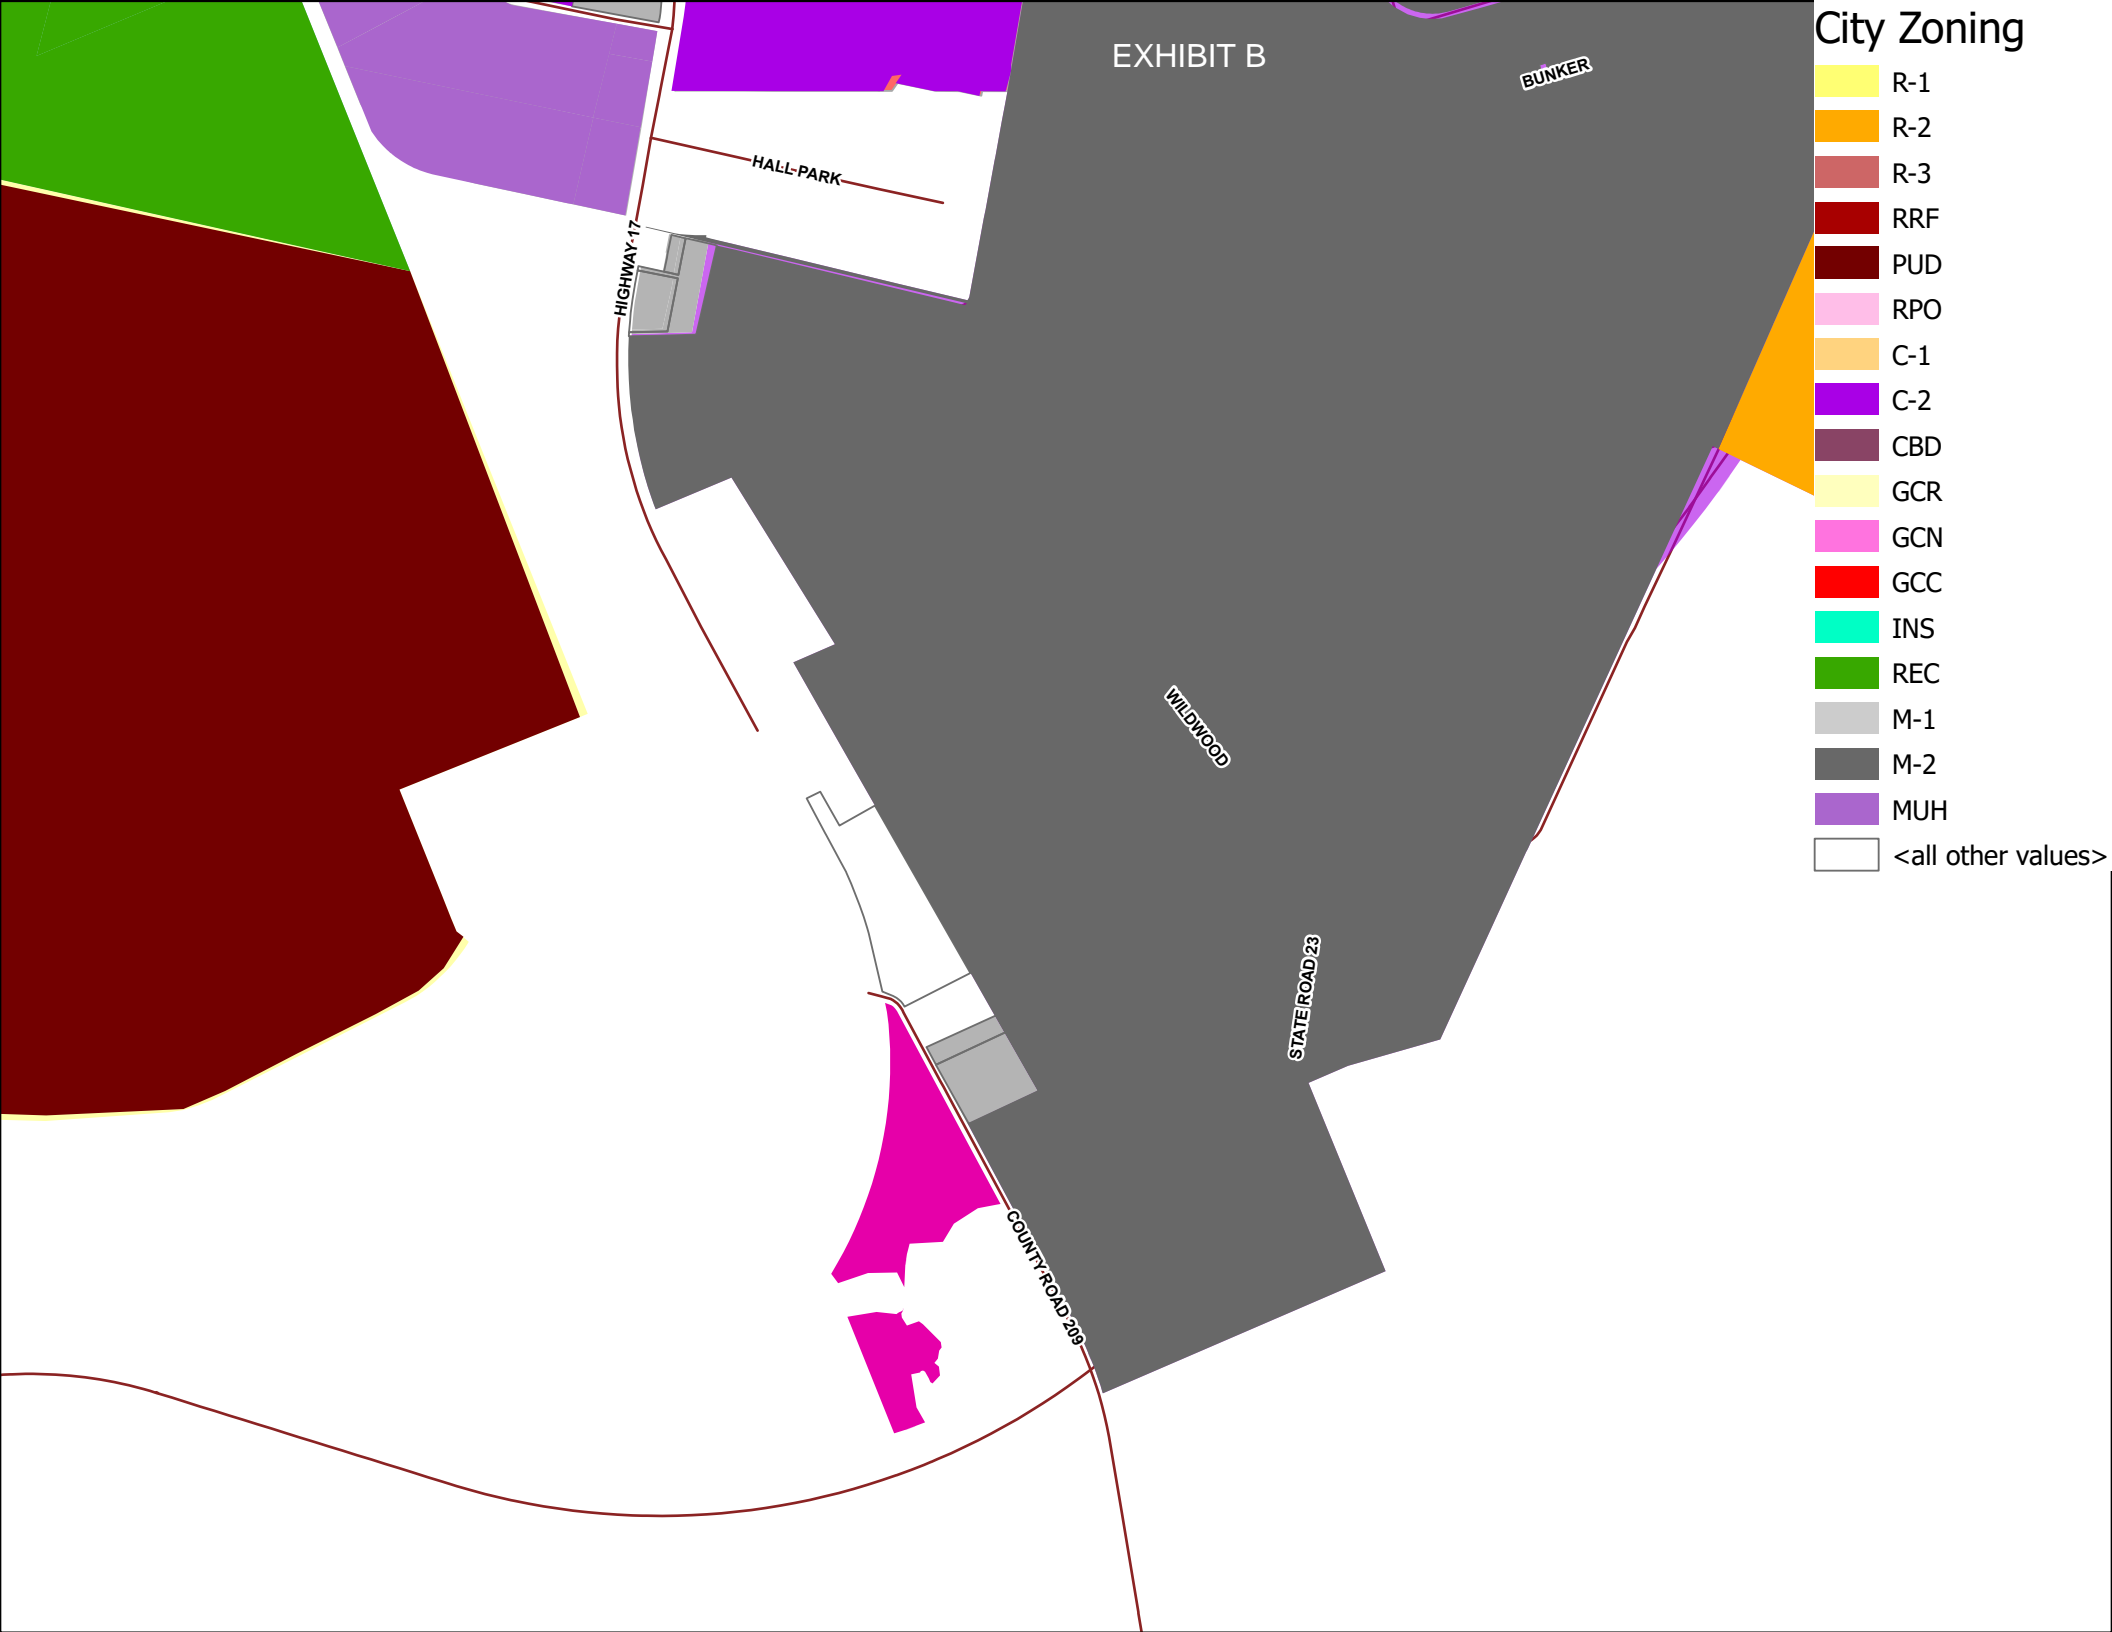 EXHIBIT B
BUNKER
HALL PARK
HIGHWAY 17
WILDWOOD
STATE ROAD 23
COUNTY ROAD 209
City Zoning
R-1
R-2
R-3
RRF
PUD
RPO
C-1
C-2
CBD
GCR
GCN
GCC
INS
REC
M-1
M-2
MUH
<all other values>